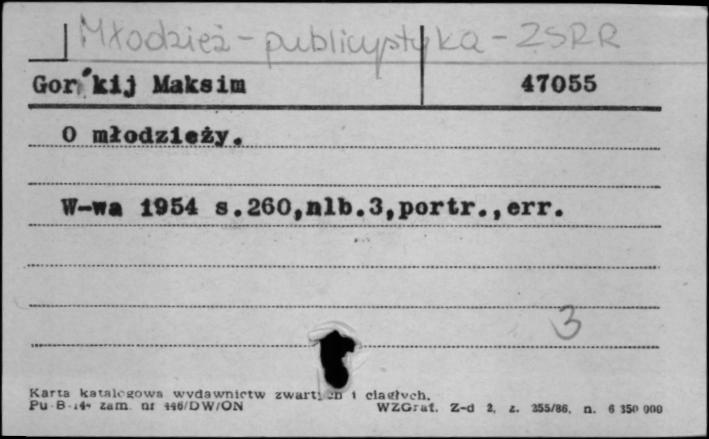 Młodzież - publicystyka - ZSRR
Gor'kij Maksim 47055
O młodzieży.
W-wa 1954 s.260,nlb.3,portr.,err.
3
Karta katalogowa wydawnictw zwartych i ciągłych.
Pu-B-14 zam. nr 446/DW/ON WZGraf. Z-d 2, z. 355/86, n. 6 350 000